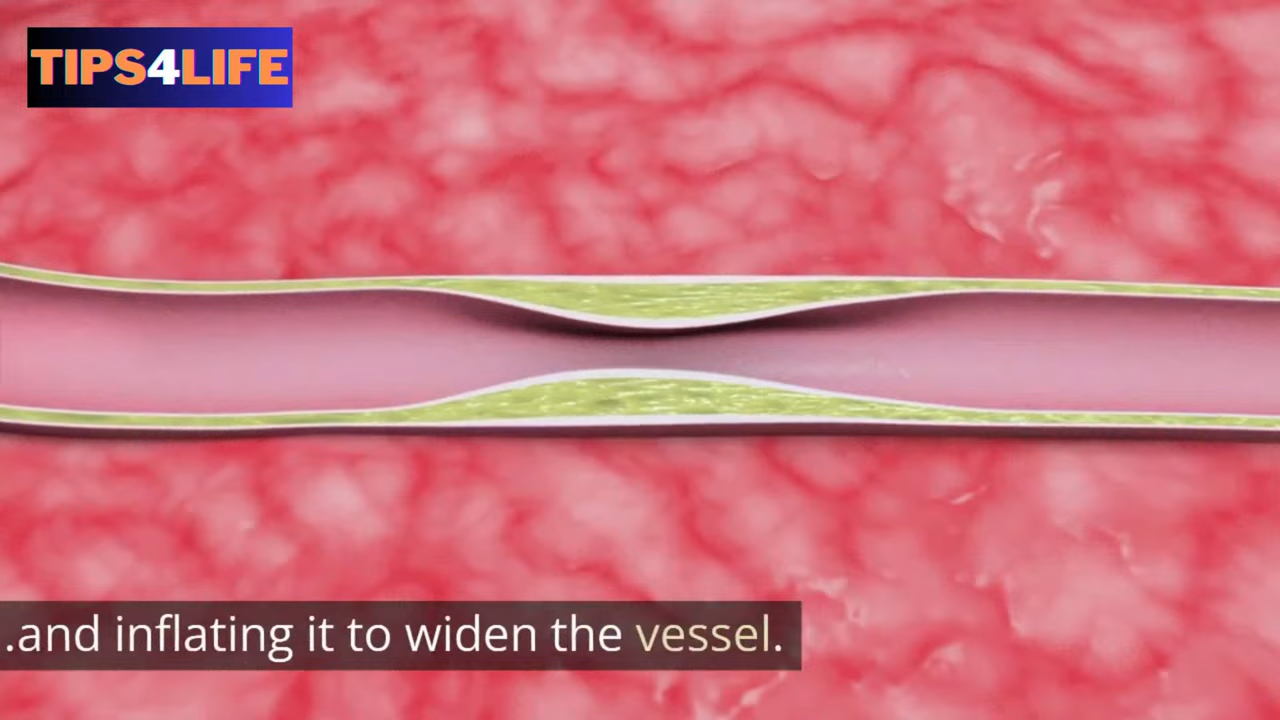 TIPS4LIFE
.and inflating it to widen the vessel.